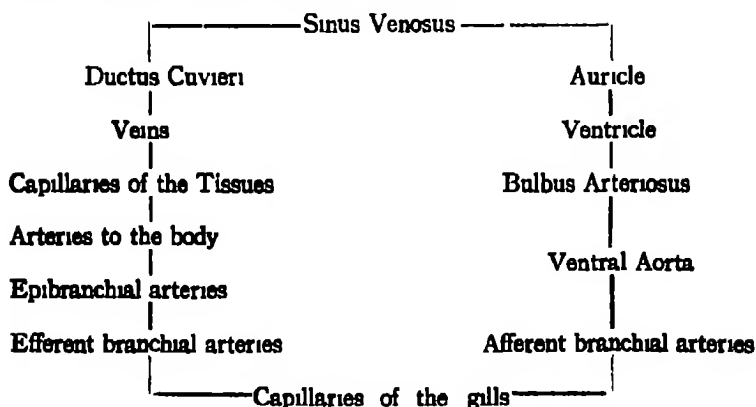 Sinus Venosus
Ductus Cuvieri Auricle
Veins Ventricle
Capillaries of the Tissues Bulbus Arteriosus
Arteries to the body
Ventral Aorta
Epibranchial arteries
Efferent branchial arteries Afferent branchial arteries
Capillaries of the gills